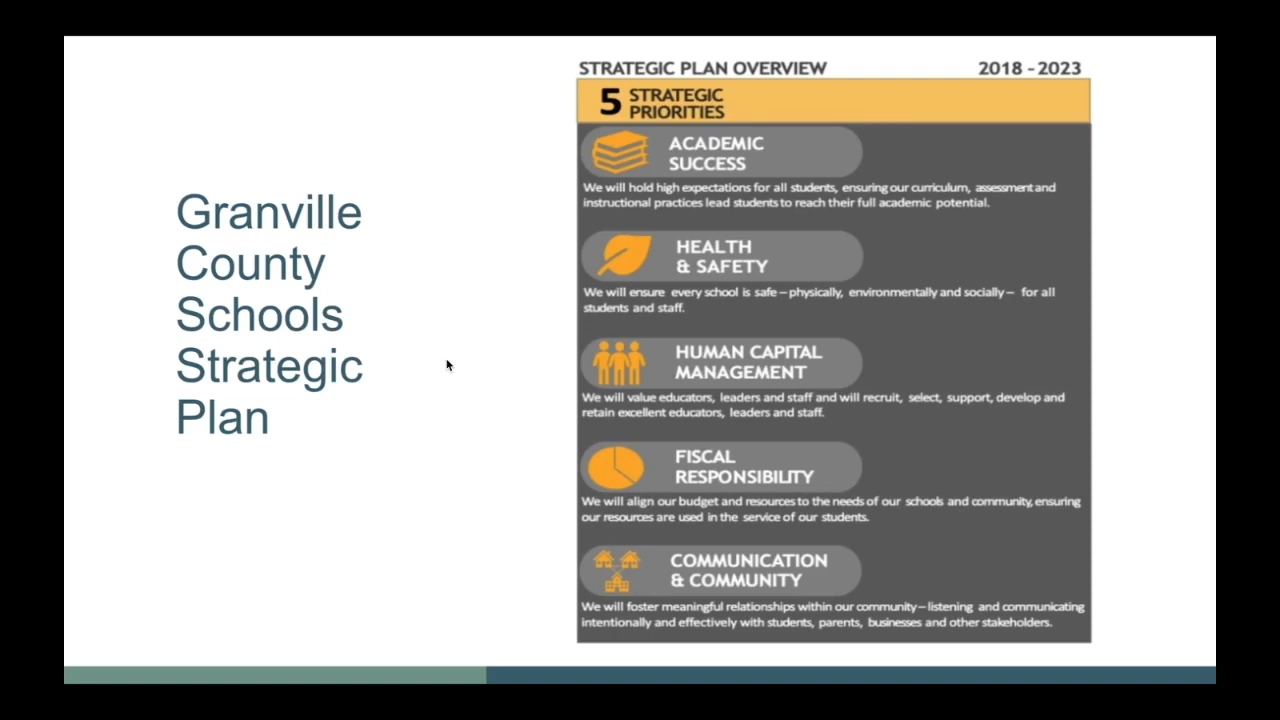 Granville
County
Schools
Strategic
Plan
STRATEGIC PLAN OVERVIEW 2018 - 2023
5 STRATEGIC
PRIORITIES
ACADEMIC
SUCCESS
We will hold high expectations for all students, ensuring our curriculum, assessment and
instructional practices lead students to reach their full academic potential.
HEALTH
& SAFETY
We will ensure every school is safe – physically, environmentally and socially – for all
students and staff.
HUMAN CAPITAL
MANAGEMENT
We will value educators, leaders and staff and will recruit, select, support, develop and
retain excellent educators, leaders and staff.
FISCAL
RESPONSIBILITY
We will align our budget and resources to the needs of our schools and community, ensuring
our resources are used in the service of our students.
COMMUNICATION
& COMMUNITY
We will foster meaningful relationships within our community – listening and communicating
intentionally and effectively with students, parents, businesses and other stakeholders.